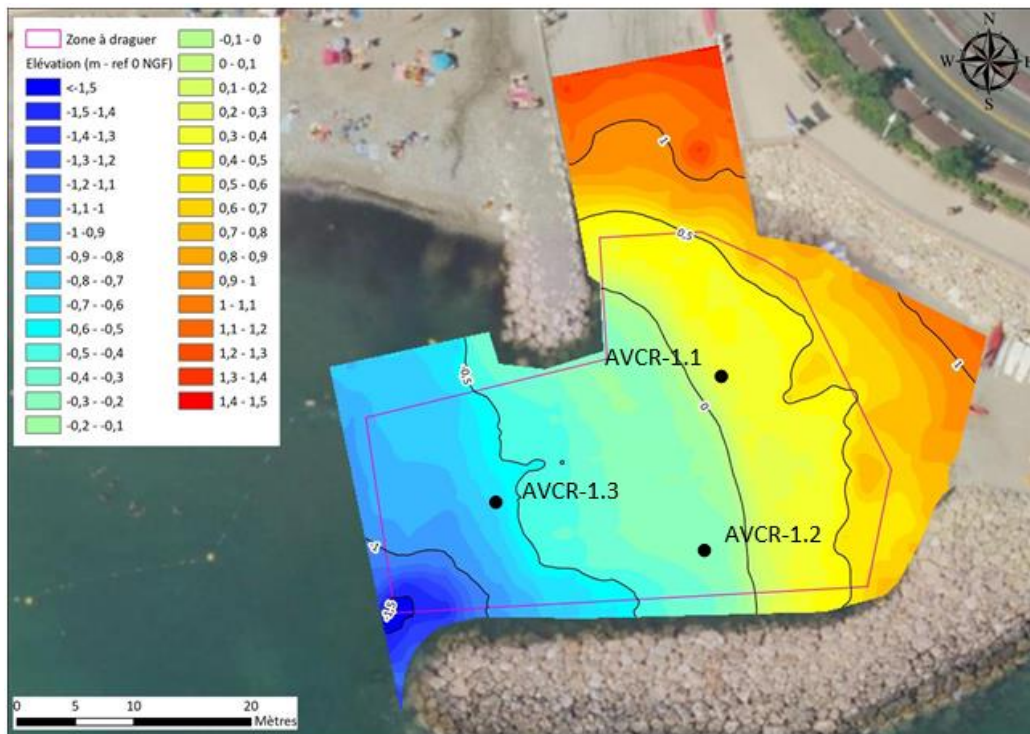 Zone à draguer
Elévation (m - ref 0 NGF)
<-1,5
-1,5 -1,4
-1,4 -1,3
-1,3 -1,2
-1,2 -1,1
-1,1 -1
-1 -0,9
-0,9 - -0,8
-0,8 - -0,7
-0,7 - -0,6
-0,6 - -0,5
-0,5 - -0,4
-0,4 - -0,3
-0,3 - -0,2
-0,2 - -0,1
-0,1 - 0
0 - 0,1
0,1 - 0,2
0,2 - 0,3
0,3 - 0,4
0,4 - 0,5
0,5 - 0,6
0,6 - 0,7
0,7 - 0,8
0,8 - 0,9
0,9 - 1
1 - 1,1
1,1 - 1,2
1,2 - 1,3
1,3 - 1,4
1,4 - 1,5
N
W
E
S
1
0.5
1
-0.5
0
-1
AVCR-1.1
AVCR-1.3
AVCR-1.2
0 5 10 20
Mètres